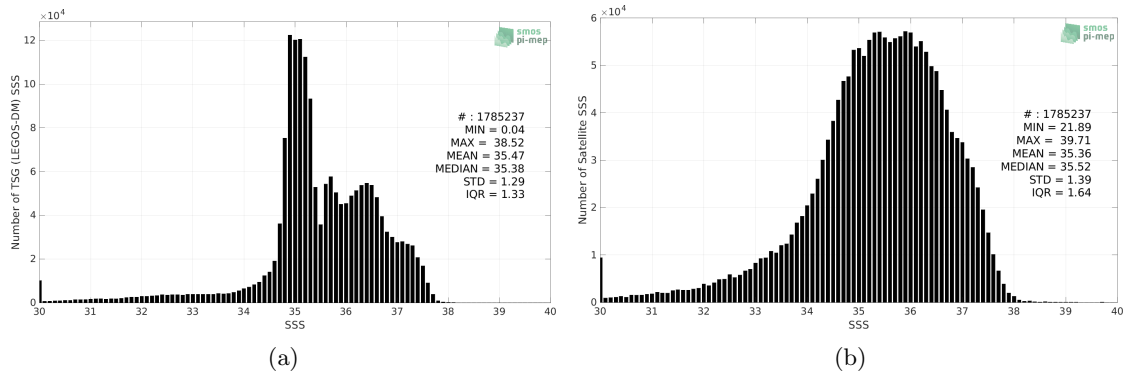 ×10⁴
smos
pi-mep
12
10
8
6
4
2
0
Number of TSG (LEGOS-DM) SSS
# : 1785237
MIN = 0.04
MAX = 38.52
MEAN = 35.47
MEDIAN = 35.38
STD = 1.29
IQR = 1.33
30 31 32 33 34 35 36 37 38 39 40
SSS
(a)
×10⁴
smos
pi-mep
6
5
4
3
2
1
0
Number of Satellite SSS
# : 1785237
MIN = 21.89
MAX = 39.71
MEAN = 35.36
MEDIAN = 35.52
STD = 1.39
IQR = 1.64
30 31 32 33 34 35 36 37 38 39 40
SSS
(b)